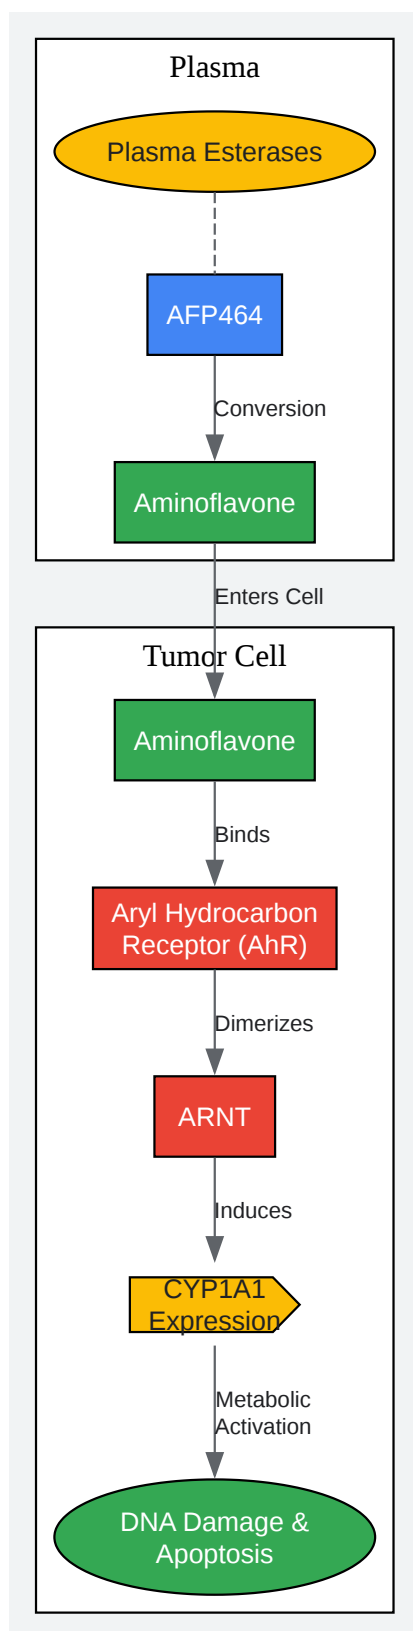 Plasma
Plasma Esterases
AFP464
Conversion
Aminoflavone
Enters Cell
Tumor Cell
Aminoflavone
Binds
Aryl Hydrocarbon
Receptor (AhR)
Dimerizes
ARNT
Induces
CYP1A1
Expression
Metabolic
Activation
DNA Damage &
Apoptosis